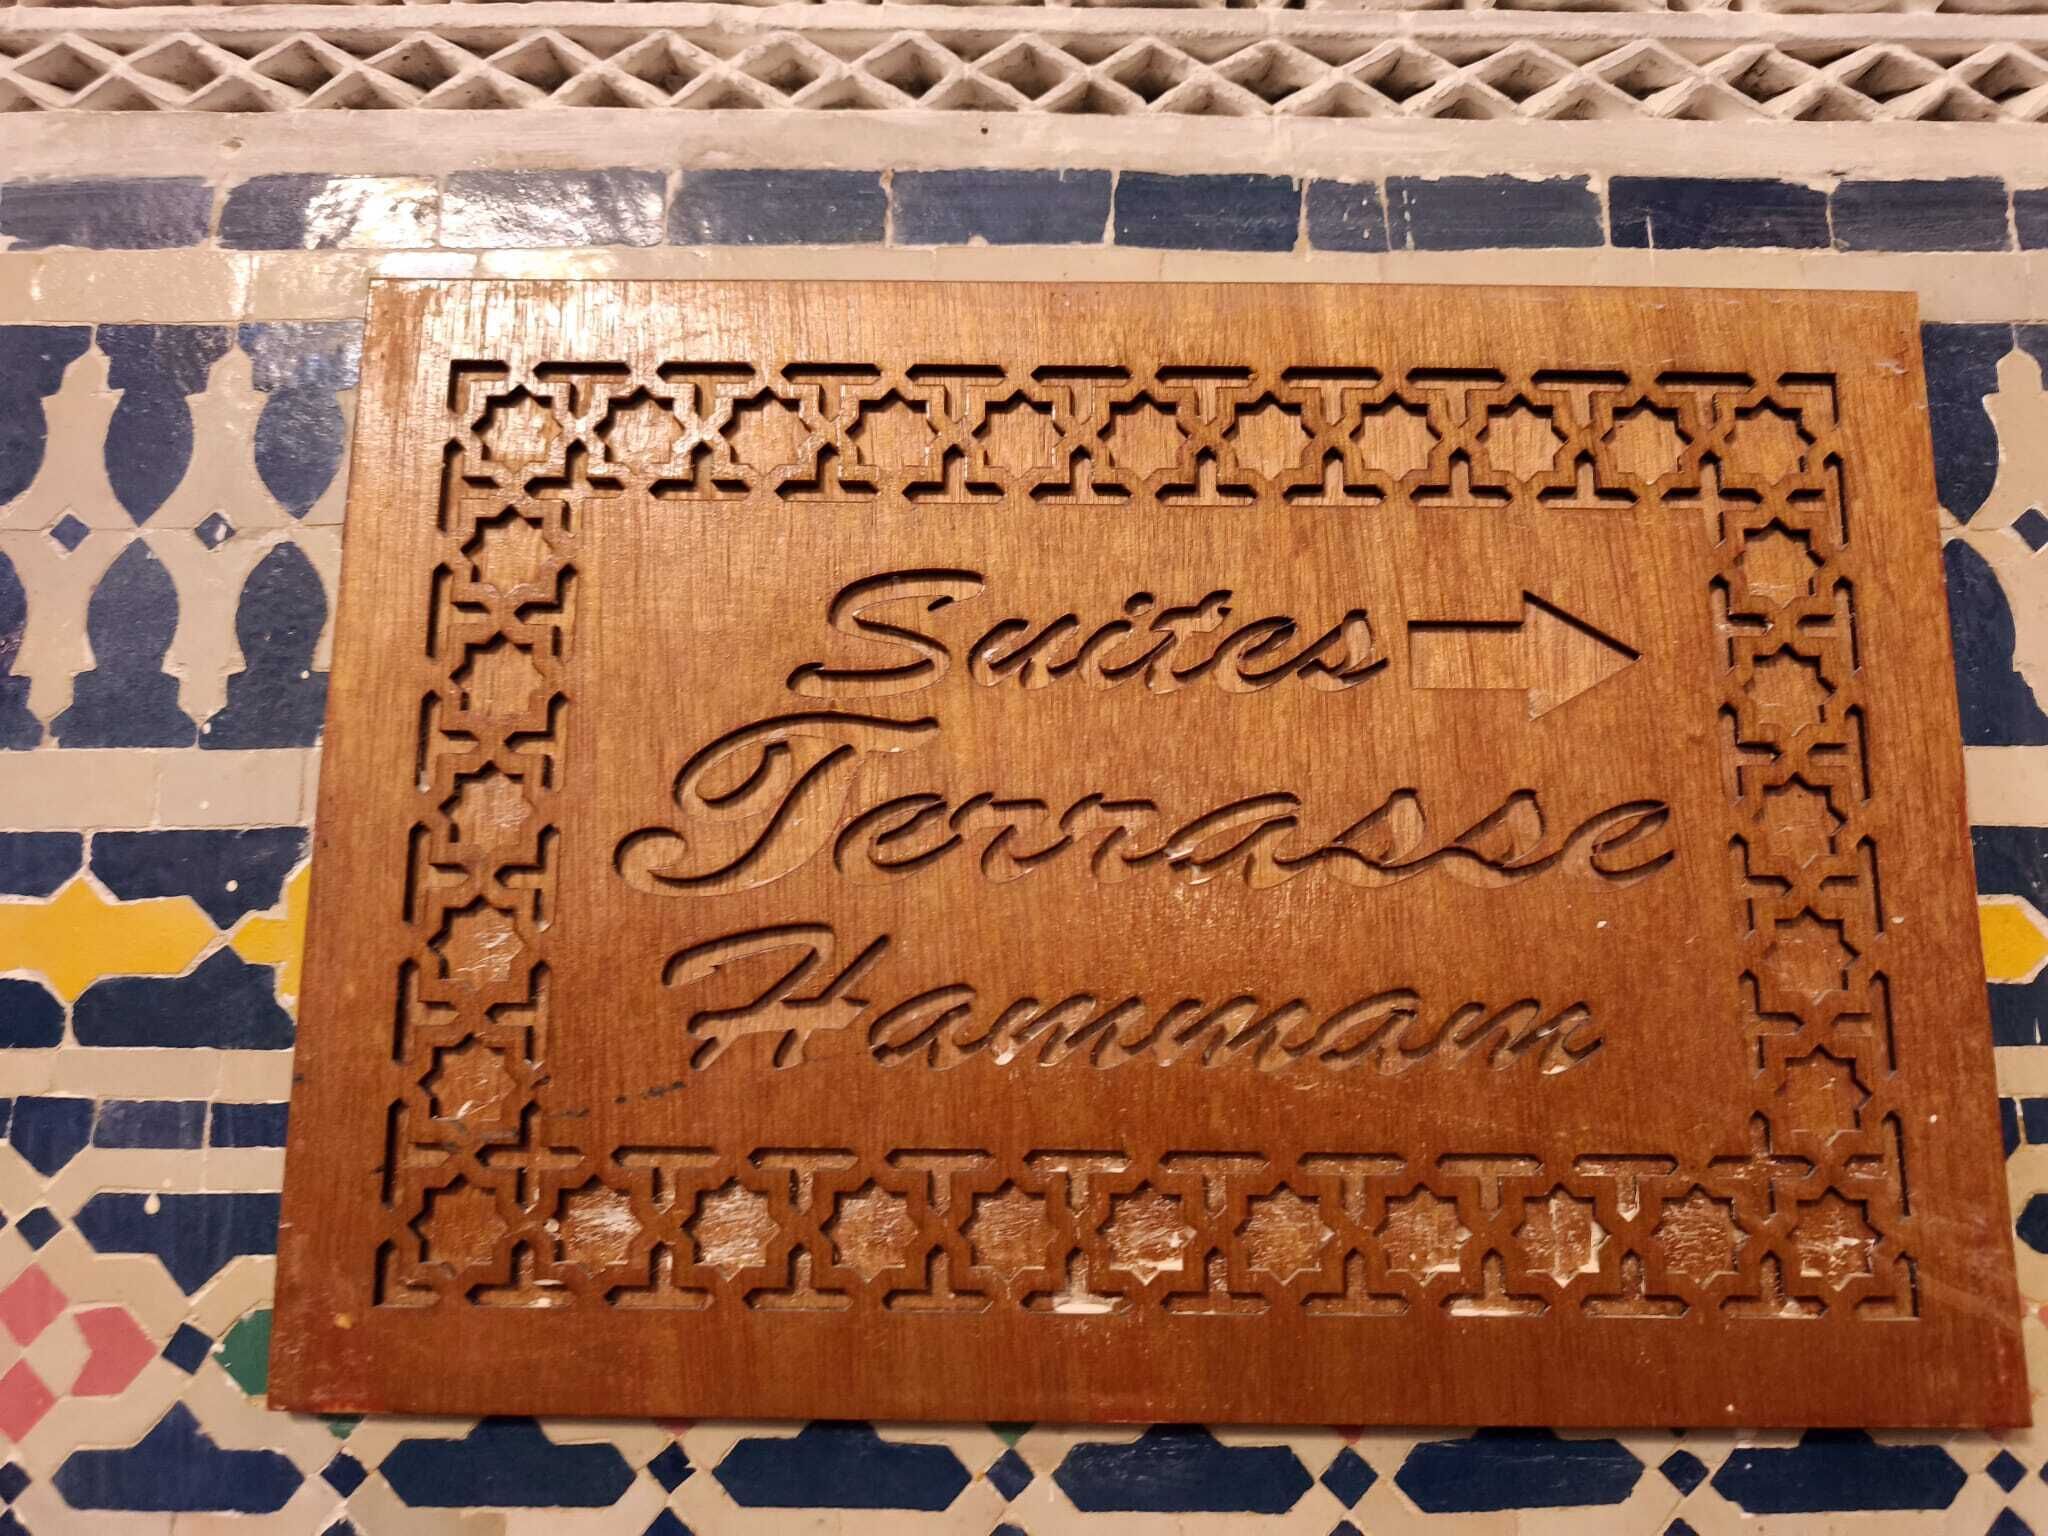 Suites →
Terrasse
Hammam